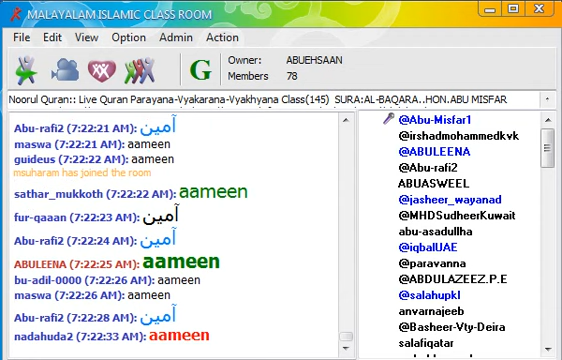 MALAYALAM ISLAMIC CLASS ROOM
File Edit View Option Admin Action
G
Owner: ABUEHSAAN
Members 78
Noorul Quran:: Live Quran Parayana-Vyakarana-Vyakhyana Class(145) SURA:AL-BAQARA..HON.ABU MISFAR
Abu-rafi2 (7:22:21 AM): آمين
maswa (7:22:21 AM): aameen
guideus (7:22:22 AM): aameen
msuharam has joined the room
sathar_mukkoth (7:22:22 AM): aameen
fur-qaaan (7:22:23 AM): آمين
Abu-rafi2 (7:22:24 AM): آمين
ABULEENA (7:22:25 AM): aameen
bu-adil-0000 (7:22:26 AM): aameen
maswa (7:22:26 AM): aameen
Abu-rafi2 (7:22:28 AM): آمين
nadahuda2 (7:22:33 AM): aameen
@Abu-Misfar1
@irshadmohammedkvk
@ABULEENA
@Abu-rafi2
ABUASWEEL
@jasheer_wayanad
@MHDSudheerKuwait
abu-asadullha
@iqbalUAE
@paravanna
@ABDULAZEEZ.P.E
@salahupkl
anvarnajeeb
@Basheer-Vty-Deira
salafiqatar